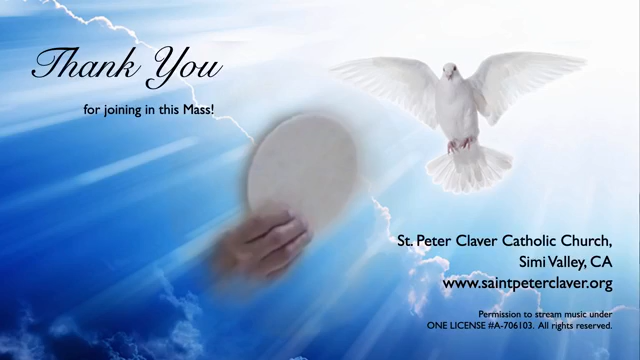 Thank You
for joining in this Mass!
St. Peter Claver Catholic Church,
Simi Valley, CA
www.saintpeterclaver.org
Permission to stream music under
ONE LICENSE #A-706103. All rights reserved.